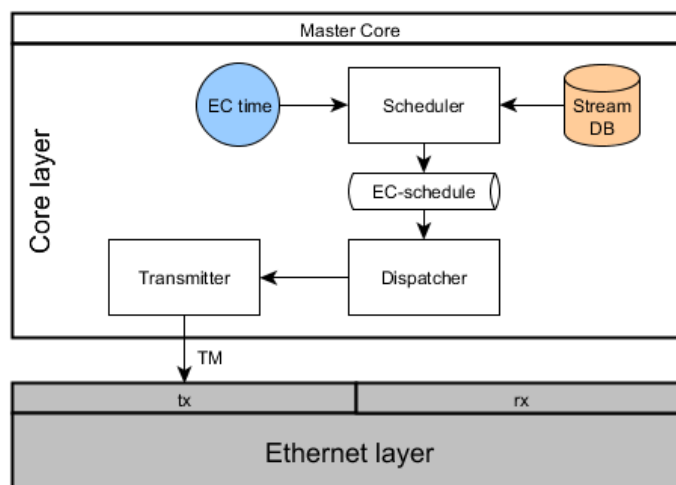 Master Core
EC time
Scheduler
Stream
DB
Core layer
EC-schedule
Transmitter
Dispatcher
TM
tx
rx
Ethernet layer